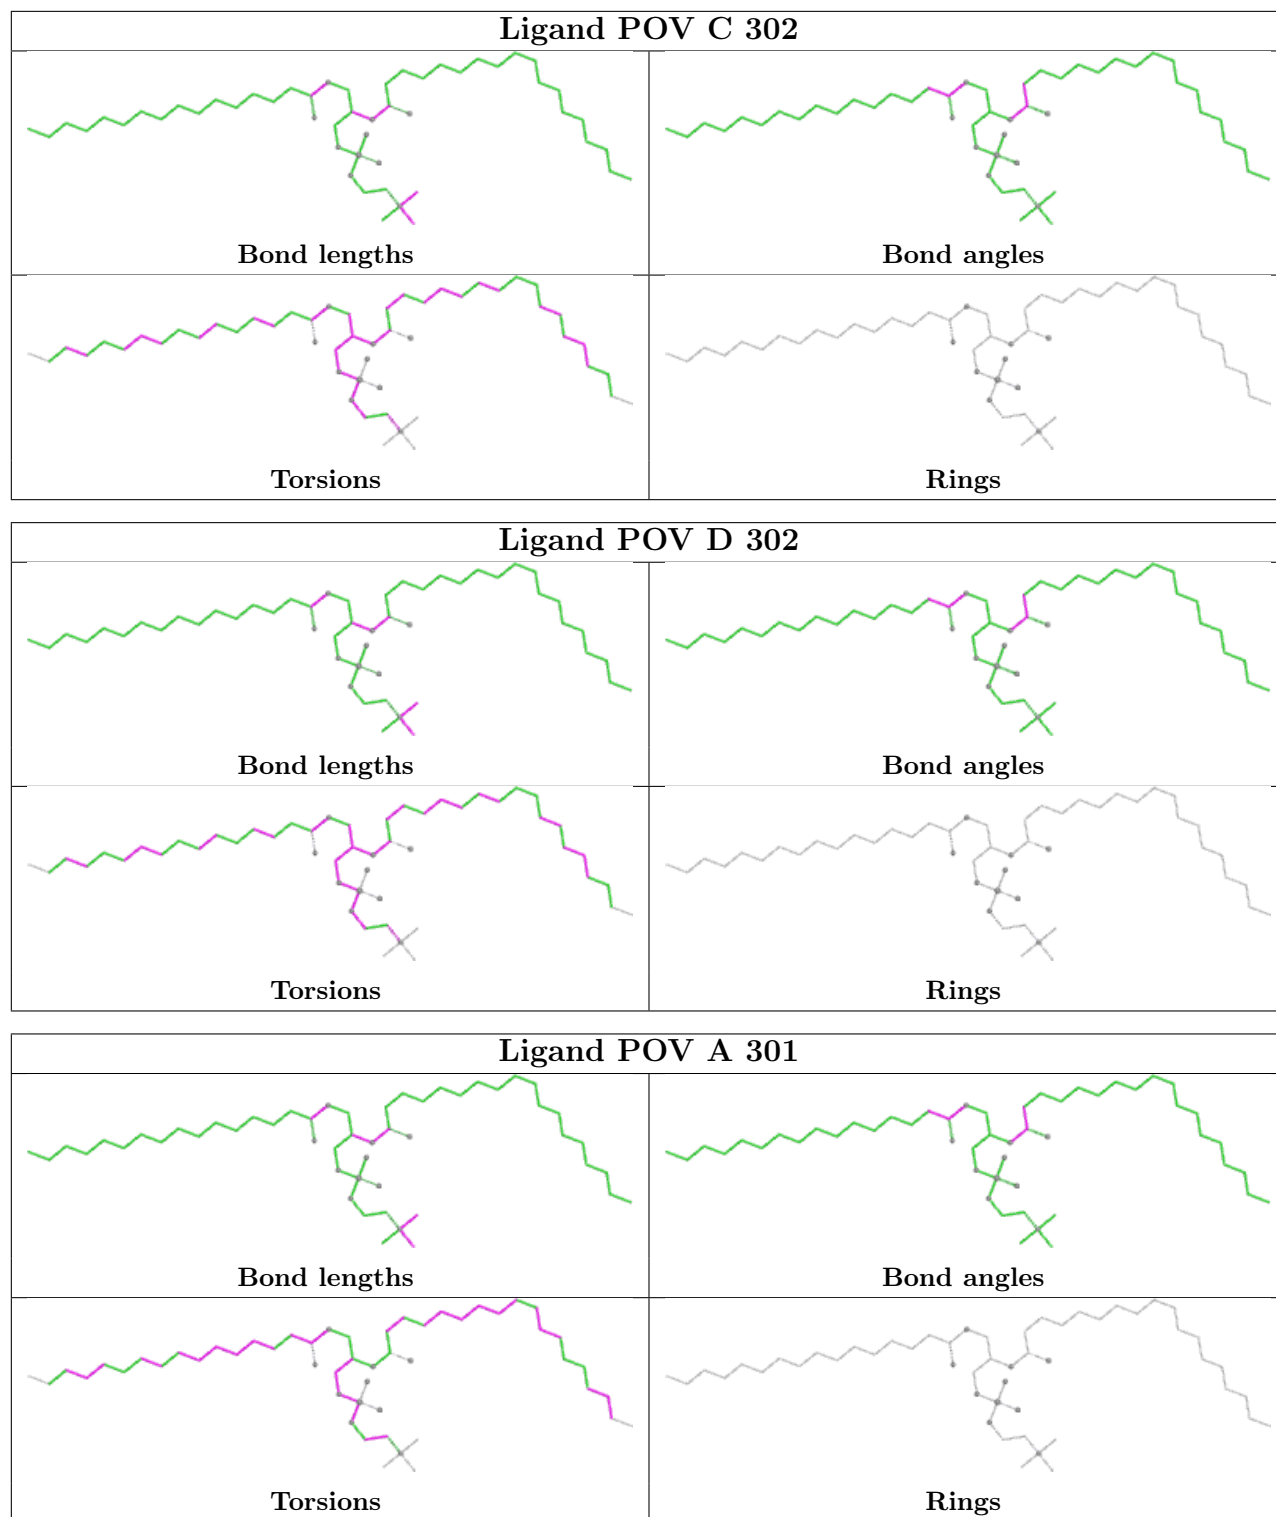 Ligand POV C 302
Bond lengths
Bond angles
Torsions
Rings
Ligand POV D 302
Bond lengths
Bond angles
Torsions
Rings
Ligand POV A 301
Bond lengths
Bond angles
Torsions
Rings